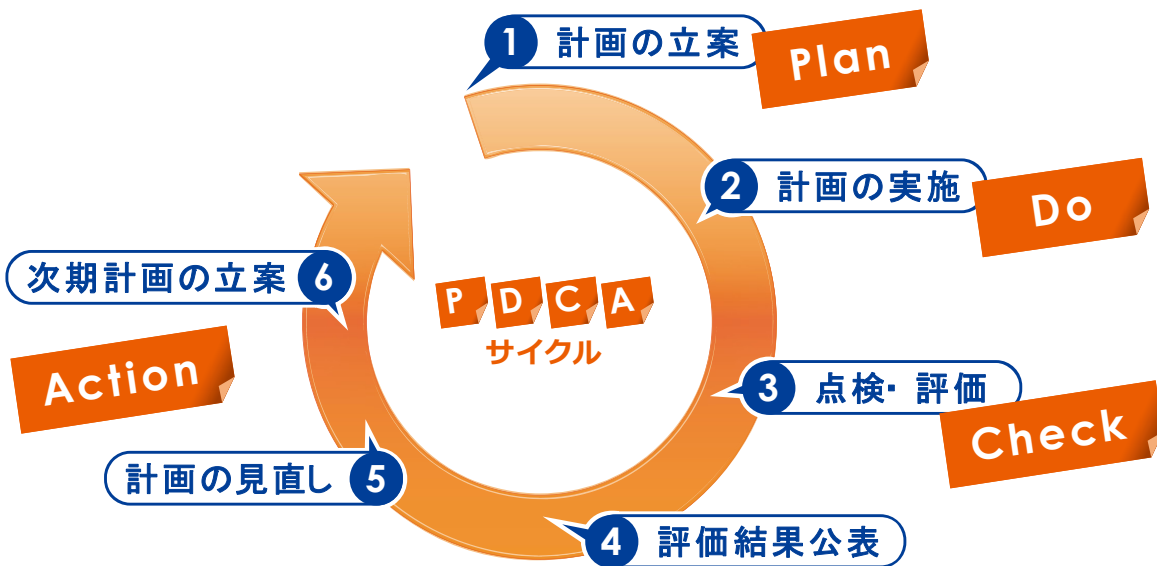 1 計画の立案
Plan
2 計画の実施
Do
3 点検・評価
Check
4 評価結果公表
計画の見直し 5
次期計画の立案 6
Action
PDCA
サイクル